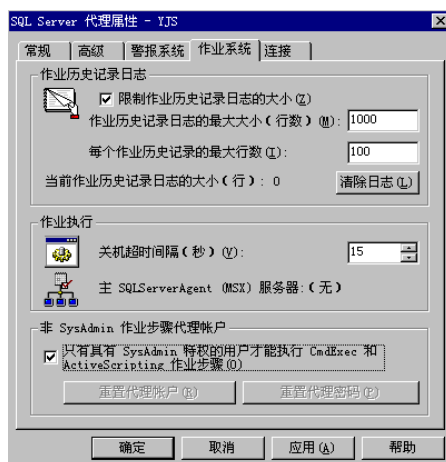 SQL Server 代理属性 - YJS
常规 高级 警报系统 作业系统 连接
作业历史记录日志
限制作业历史记录日志的大小(Z)
作业历史记录日志的最大大小(行数)(M): 1000
每个作业历史记录的最大行数(I): 100
当前作业历史记录日志的大小(行): 0 清除日志(L)
作业执行
关机超时间隔(秒)(V): 15
主 SQLServerAgent (MSX) 服务器:(无)
非 SysAdmin 作业步骤代理帐户
只有具有 SysAdmin 特权的用户才能执行 CmdExec 和
ActiveScripting 作业步骤(O)
重置代理帐户(R) 重置代理密码(P)
确定 取消 应用(A) 帮助